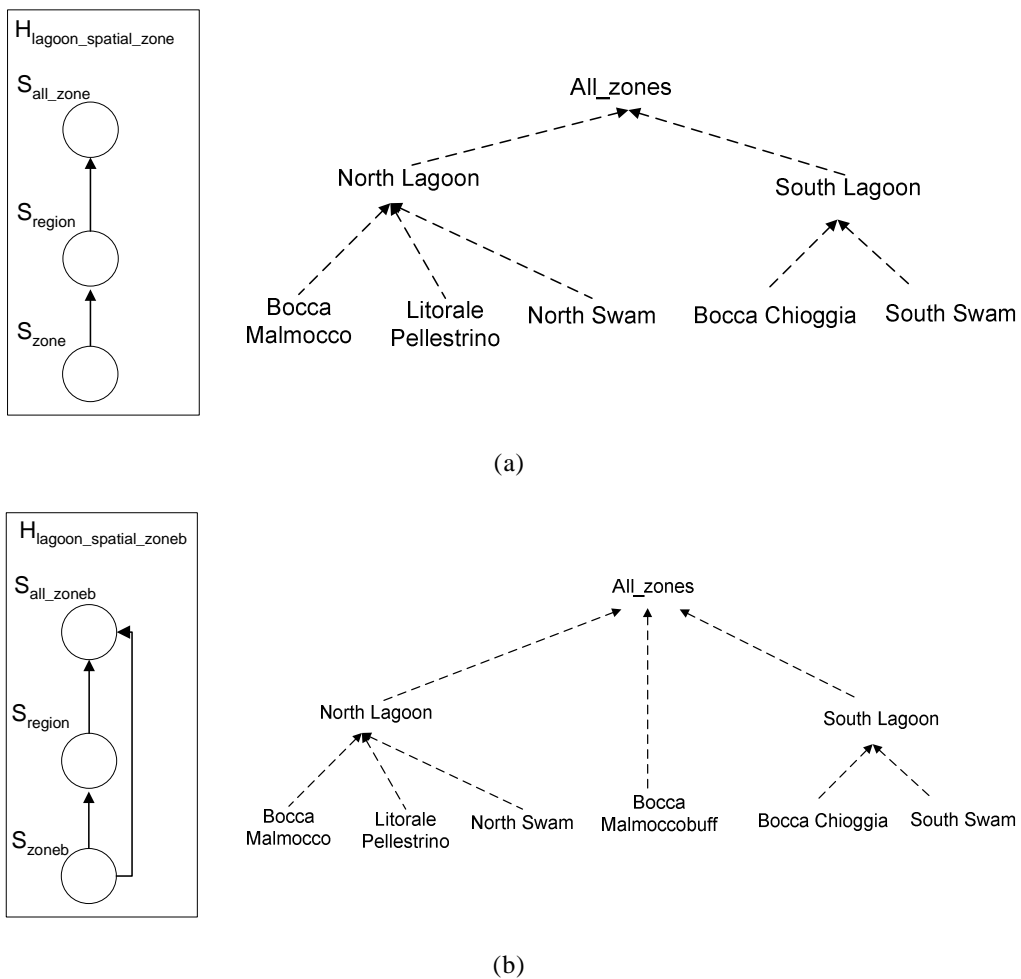 H_lagoon_spatial_zone
S_all_zone
S_region
S_zone
All_zones
North Lagoon
South Lagoon
Bocca
Malmocco
Litorale
Pellestrino
North Swam
Bocca Chioggia
South Swam
(a)
H_lagoon_spatial_zoneb
S_all_zoneb
S_region
S_zoneb
All_zones
North Lagoon
South Lagoon
Bocca
Malmocco
Litorale
Pellestrino
North Swam
Bocca
Malmoccobuff
Bocca Chioggia
South Swam
(b)